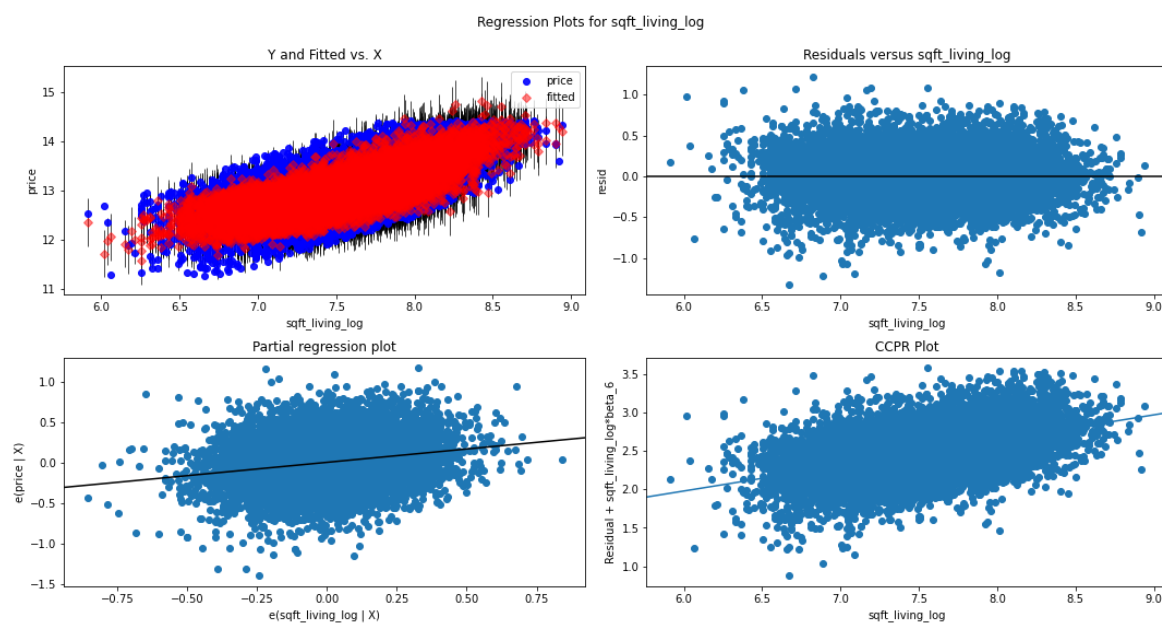 Regression Plots for sqft_living_log
Y and Fitted vs. X
price
fitted
15
14
13
12
11
price
6.0 6.5 7.0 7.5 8.0 8.5 9.0
sqft_living_log
Residuals versus sqft_living_log
1.0
0.5
0.0
−0.5
−1.0
resid
6.0 6.5 7.0 7.5 8.0 8.5 9.0
sqft_living_log
Partial regression plot
1.0
0.5
0.0
−0.5
−1.0
−1.5
e(price | X)
−0.75 −0.50 −0.25 0.00 0.25 0.50 0.75
e(sqft_living_log | X)
CCPR Plot
3.5
3.0
2.5
2.0
1.5
1.0
Residual + sqft_living_log*beta_6
6.0 6.5 7.0 7.5 8.0 8.5 9.0
sqft_living_log